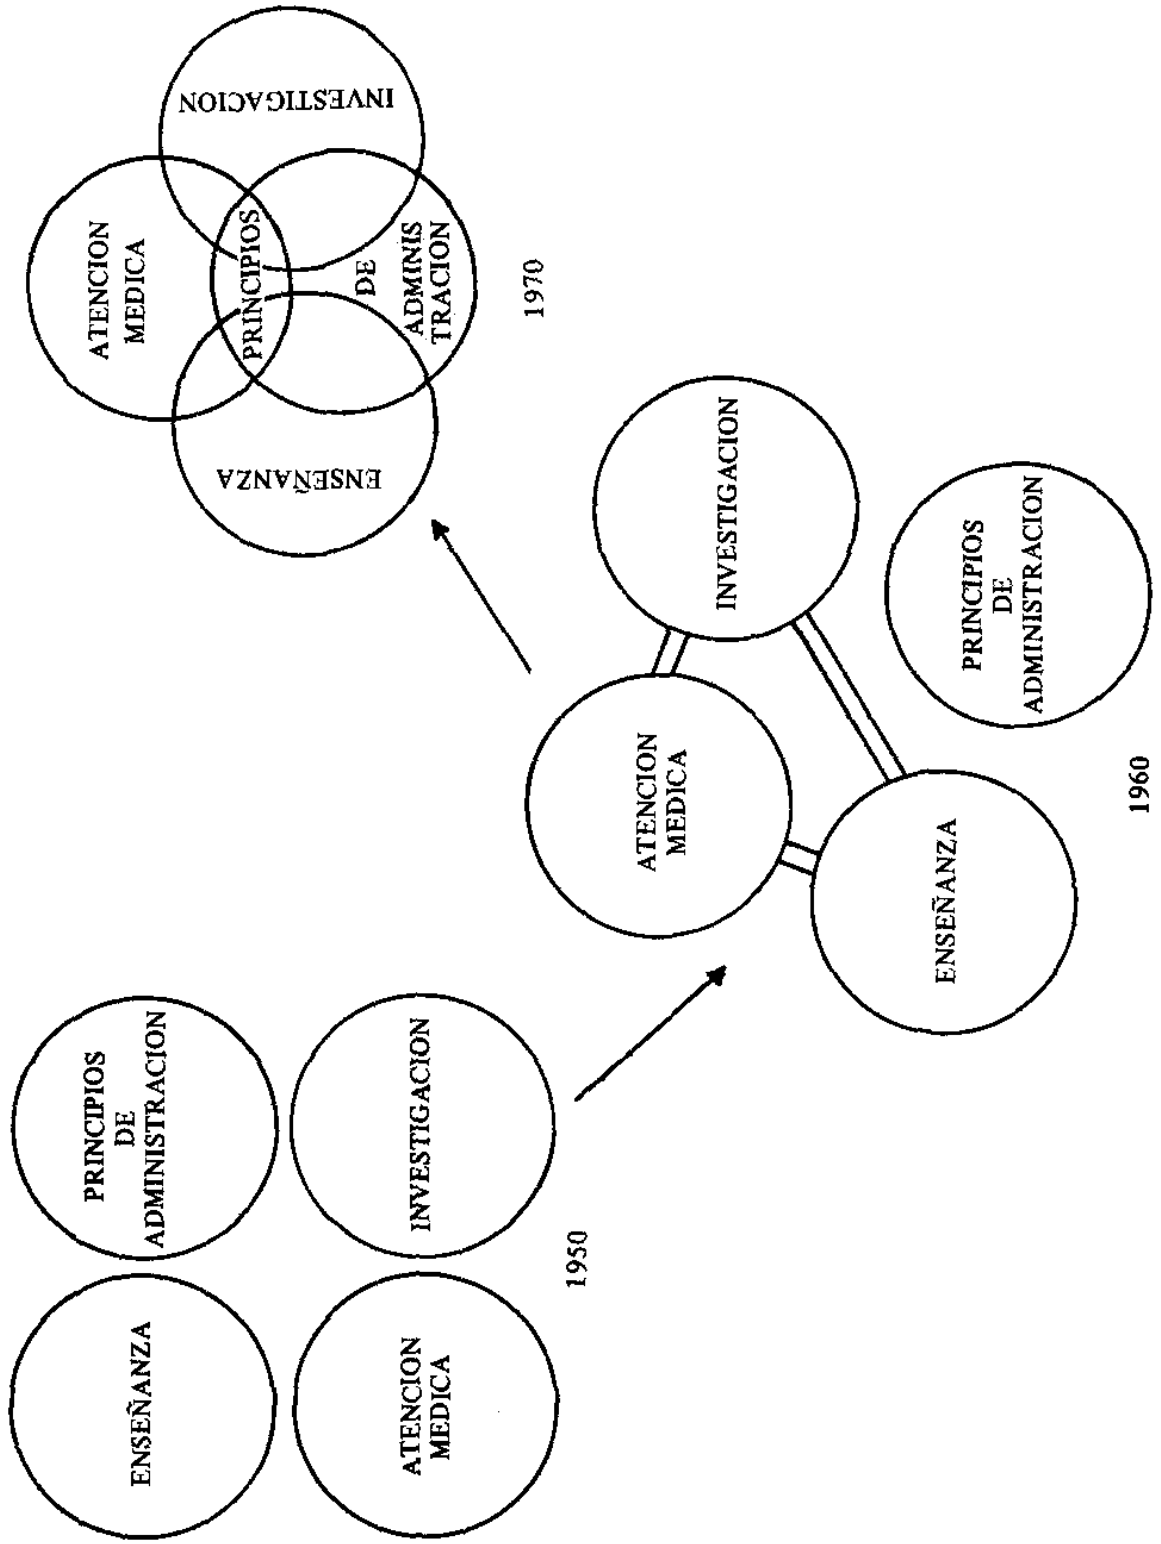 ENSEÑANZA
PRINCIPIOS
DE
ADMINISTRACION
ATENCION
MEDICA
INVESTIGACION
1950
ATENCION
MEDICA
INVESTIGACION
ENSEÑANZA
PRINCIPIOS
DE
ADMINISTRACION
1960
ATENCION
MEDICA
ENSEÑANZA
INVESTIGACION
PRINCIPIOS
DE
ADMINIS
TRACION
1970